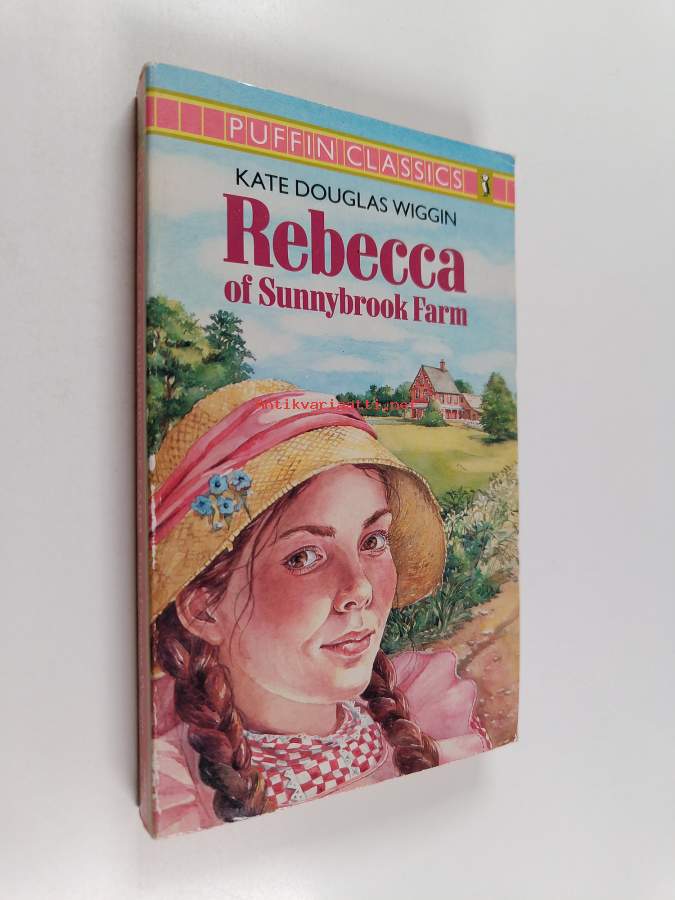 PUFFIN CLASSICS
KATE DOUGLAS WIGGIN
Rebecca
of Sunnybrook Farm
Antikvariaatti.net